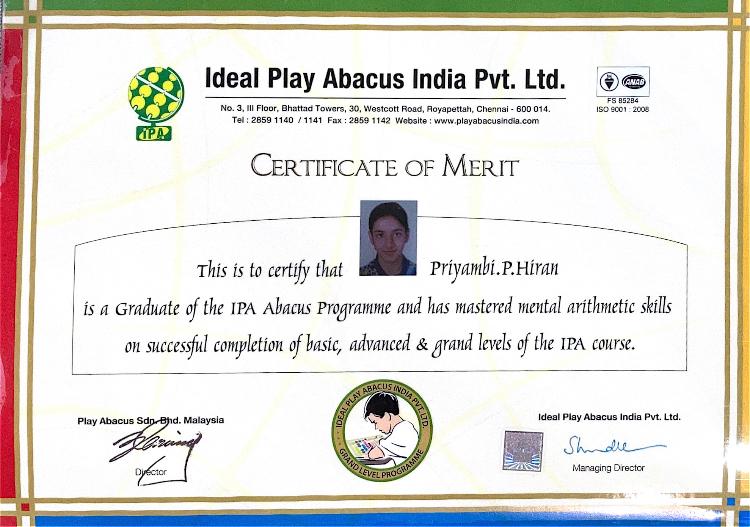 Ideal Play Abacus India Pvt. Ltd.
No. 3, III Floor, Bhattad Towers, 30, Westcott Road, Royapettah, Chennai - 600 014.
Tel : 2859 1140 / 1141 Fax : 2859 1142 Website : www.playabacusindia.com
IPA
ANAB
FS 85284
ISO 9001 : 2008
CERTIFICATE OF MERIT
This is to certify that Priyambi.P.Hiran
is a Graduate of the IPA Abacus Programme and has mastered mental arithmetic skills
on successful completion of basic, advanced & grand levels of the IPA course.
Play Abacus Sdn. Bhd. Malaysia
Director
IDEAL PLAY ABACUS INDIA PVT. LTD.
GRAND LEVEL PROGRAMME
Ideal Play Abacus India Pvt. Ltd.
Managing Director